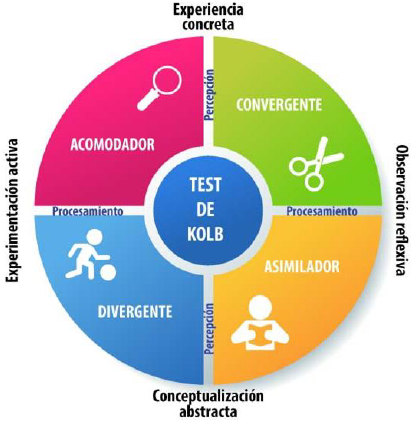 Experiencia
concreta
Percepción
ACOMODADOR
CONVERGENTE
Experimentación activa
Observación reflexiva
TEST
DE
KOLB
Procesamiento
Procesamiento
DIVERGENTE
ASIMILADOR
Percepción
Conceptualización
abstracta